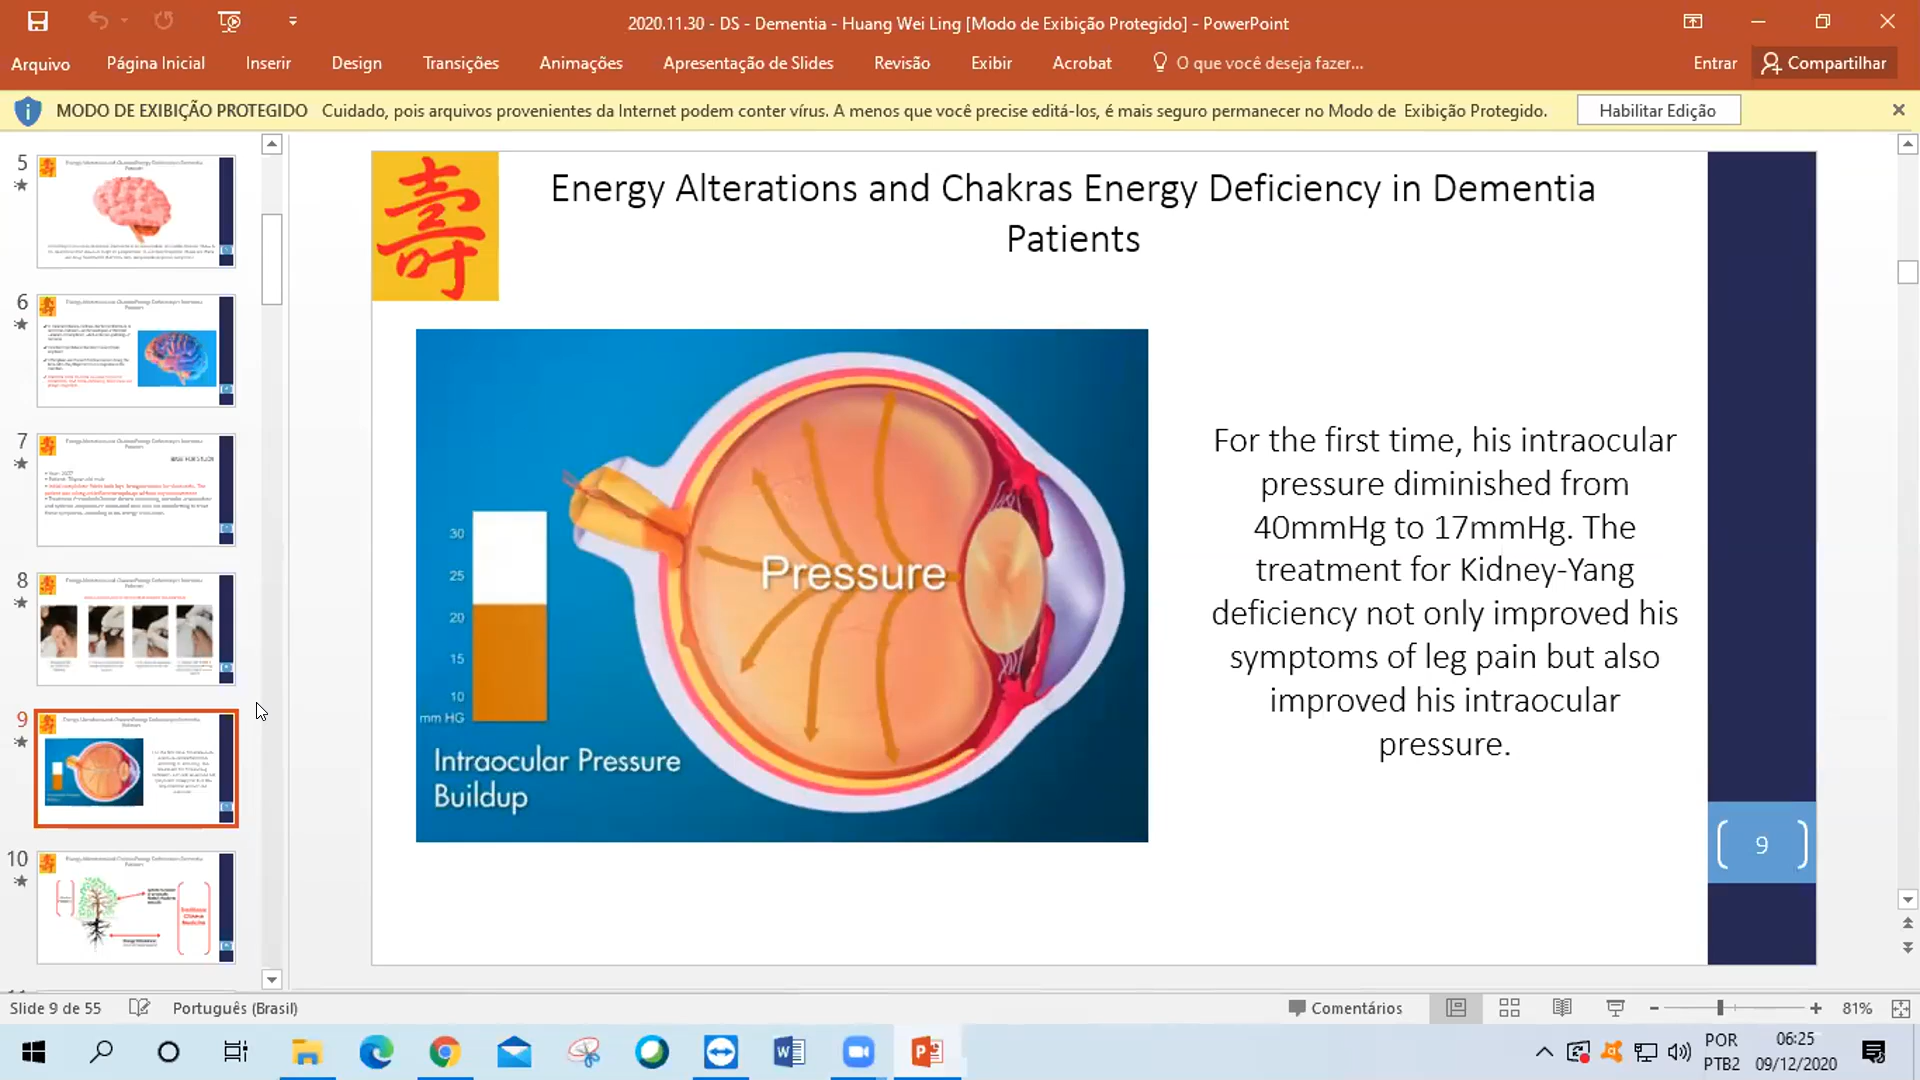 2020.11.30 - DS - Dementia - Huang Wei Ling [Modo de Exibição Protegido] - PowerPoint
Arquivo Página Inicial Inserir Design Transições Animações Apresentação de Slides Revisão Exibir Acrobat O que você deseja fazer... Entrar Compartilhar
MODO DE EXIBIÇÃO PROTEGIDO Cuidado, pois arquivos provenientes da Internet podem conter vírus. A menos que você precise editá-los, é mais seguro permanecer no Modo de Exibição Protegido. Habilitar Edição
5
6
7
8
9
10
壽
Energy Alterations and Chakras Energy Deficiency in Dementia
Patients
30
25
20
15
10
mm HG
Pressure
Intraocular Pressure
Buildup
For the first time, his intraocular
pressure diminished from
40mmHg to 17mmHg. The
treatment for Kidney-Yang
deficiency not only improved his
symptoms of leg pain but also
improved his intraocular
pressure.
9
Slide 9 de 55 Português (Brasil) Comentários 81%
POR 06:25
PTB2 09/12/2020